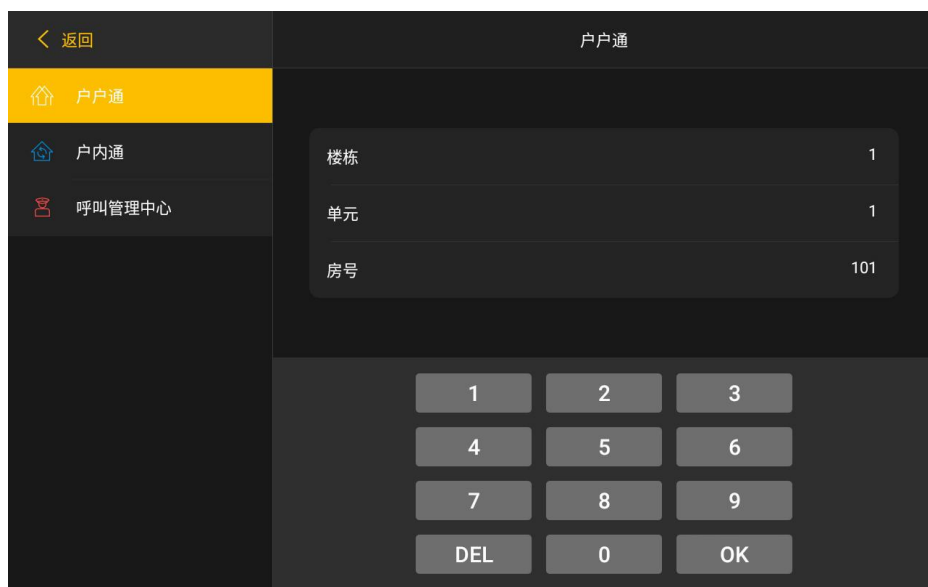 返回
户户通
户户通
户内通
呼叫管理中心
楼栋 1
单元 1
房号 101
1 2 3
4 5 6
7 8 9
DEL 0 OK